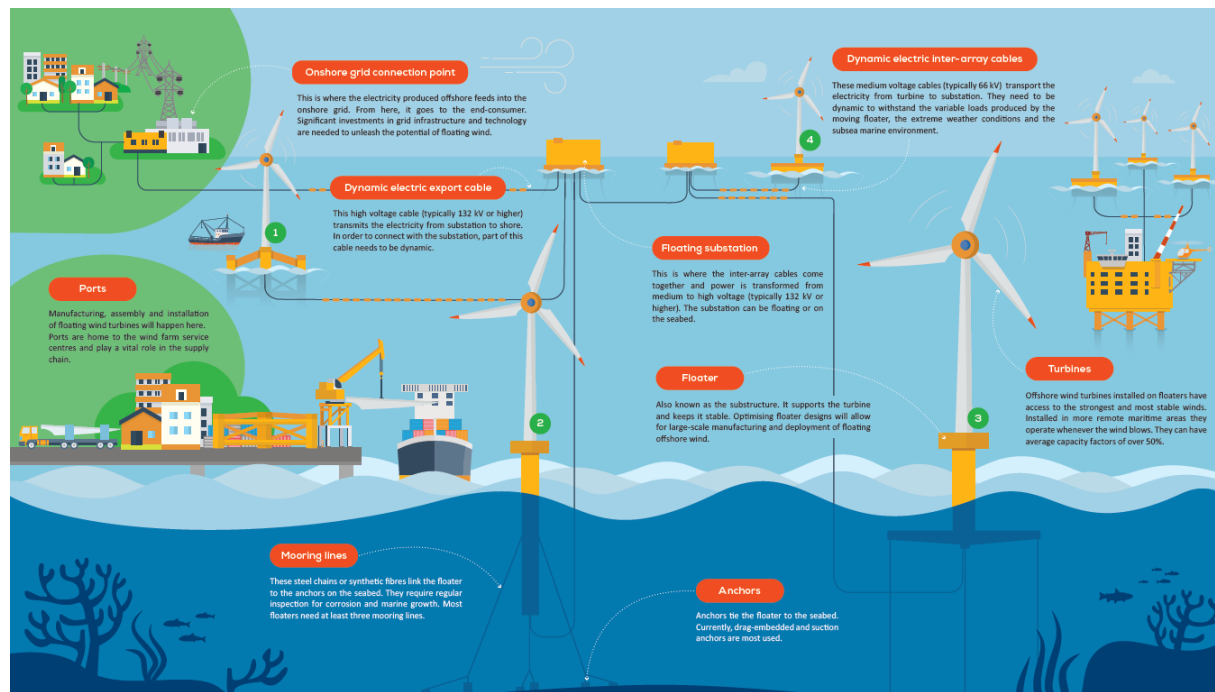 Onshore grid connection point
This is where the electricity produced offshore feeds into the
onshore grid. From here, it goes to the end-consumer.
Significant investments in grid infrastructure and technology
are needed to unleash the potential of floating wind.
Dynamic electric inter-array cables
These medium voltage cables (typically 66 kV) transport the
electricity from turbine to substation. They need to be
dynamic to withstand the variable loads produced by the
moving floater, the extreme weather conditions and the
subsea marine environment.
4
Dynamic electric export cable
This high voltage cable (typically 132 kV or higher)
transmits the electricity from substation to shore.
In order to connect with the substation, part of this
cable needs to be dynamic.
1
Floating substation
This is where the inter-array cables come
together and power is transformed from
medium to high voltage (typically 132 kV or
higher). The substation can be floating or on
the seabed.
Ports
Manufacturing, assembly and installation
of floating wind turbines will happen here.
Ports are home to the wind farm service
centres and play a vital role in the supply
chain.
Floater
Also known as the substructure. It supports the turbine
and keeps it stable. Optimising floater designs will allow
for large-scale manufacturing and deployment of floating
offshore wind.
Turbines
Offshore wind turbines installed on floaters have
access to the strongest and most stable winds.
Installed in more remote maritime areas they
operate whenever the wind blows. They can have
average capacity factors of over 50%.
2
3
Mooring lines
These steel chains or synthetic fibres link the floater
to the anchors on the seabed. They require regular
inspection for corrosion and marine growth. Most
floaters need at least three mooring lines.
Anchors
Anchors tie the floater to the seabed.
Currently, drag-embedded and suction
anchors are most used.